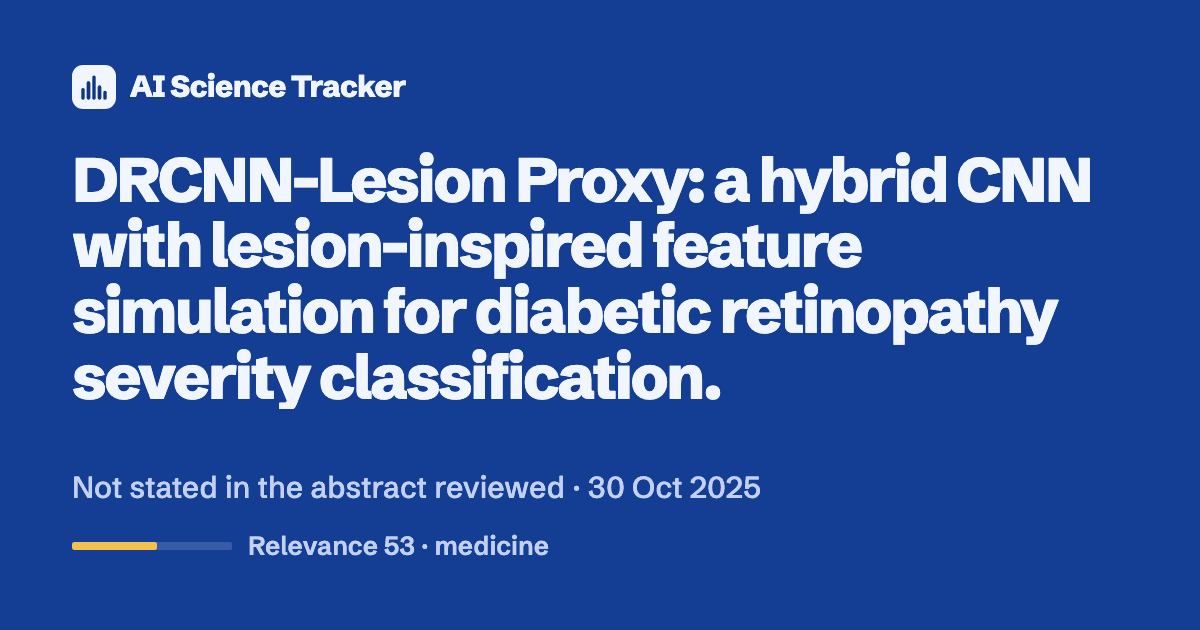 AI Science Tracker
DRCNN-Lesion Proxy: a hybrid CNN
with lesion-inspired feature
simulation for diabetic retinopathy
severity classification.
Not stated in the abstract reviewed · 30 Oct 2025
Relevance 53 · medicine